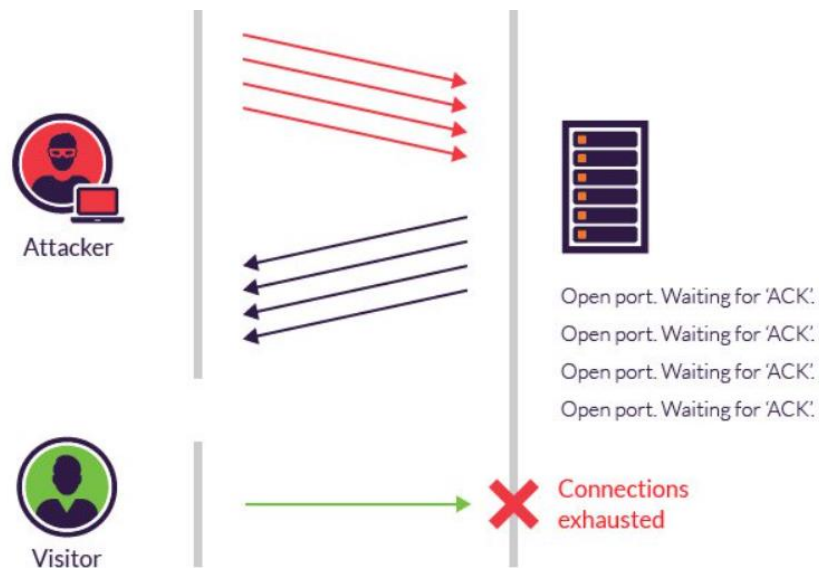 Attacker
Open port. Waiting for ‘ACK’.
Open port. Waiting for ‘ACK’.
Open port. Waiting for ‘ACK’.
Open port. Waiting for ‘ACK’.
Connections
exhausted
Visitor